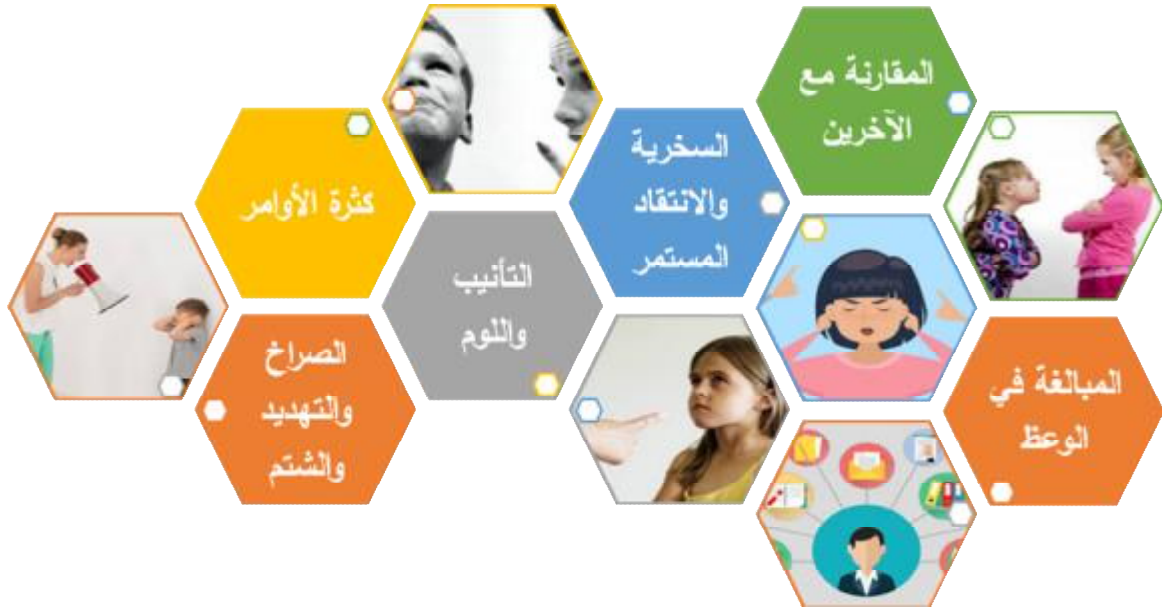 المقارنة مع
الآخرين
السخرية
والانتقاد
المستمر
كثرة الأوامر
التأنيب
واللوم
الصراخ
والتهديد
والشتم
المبالغة في
الوعظ